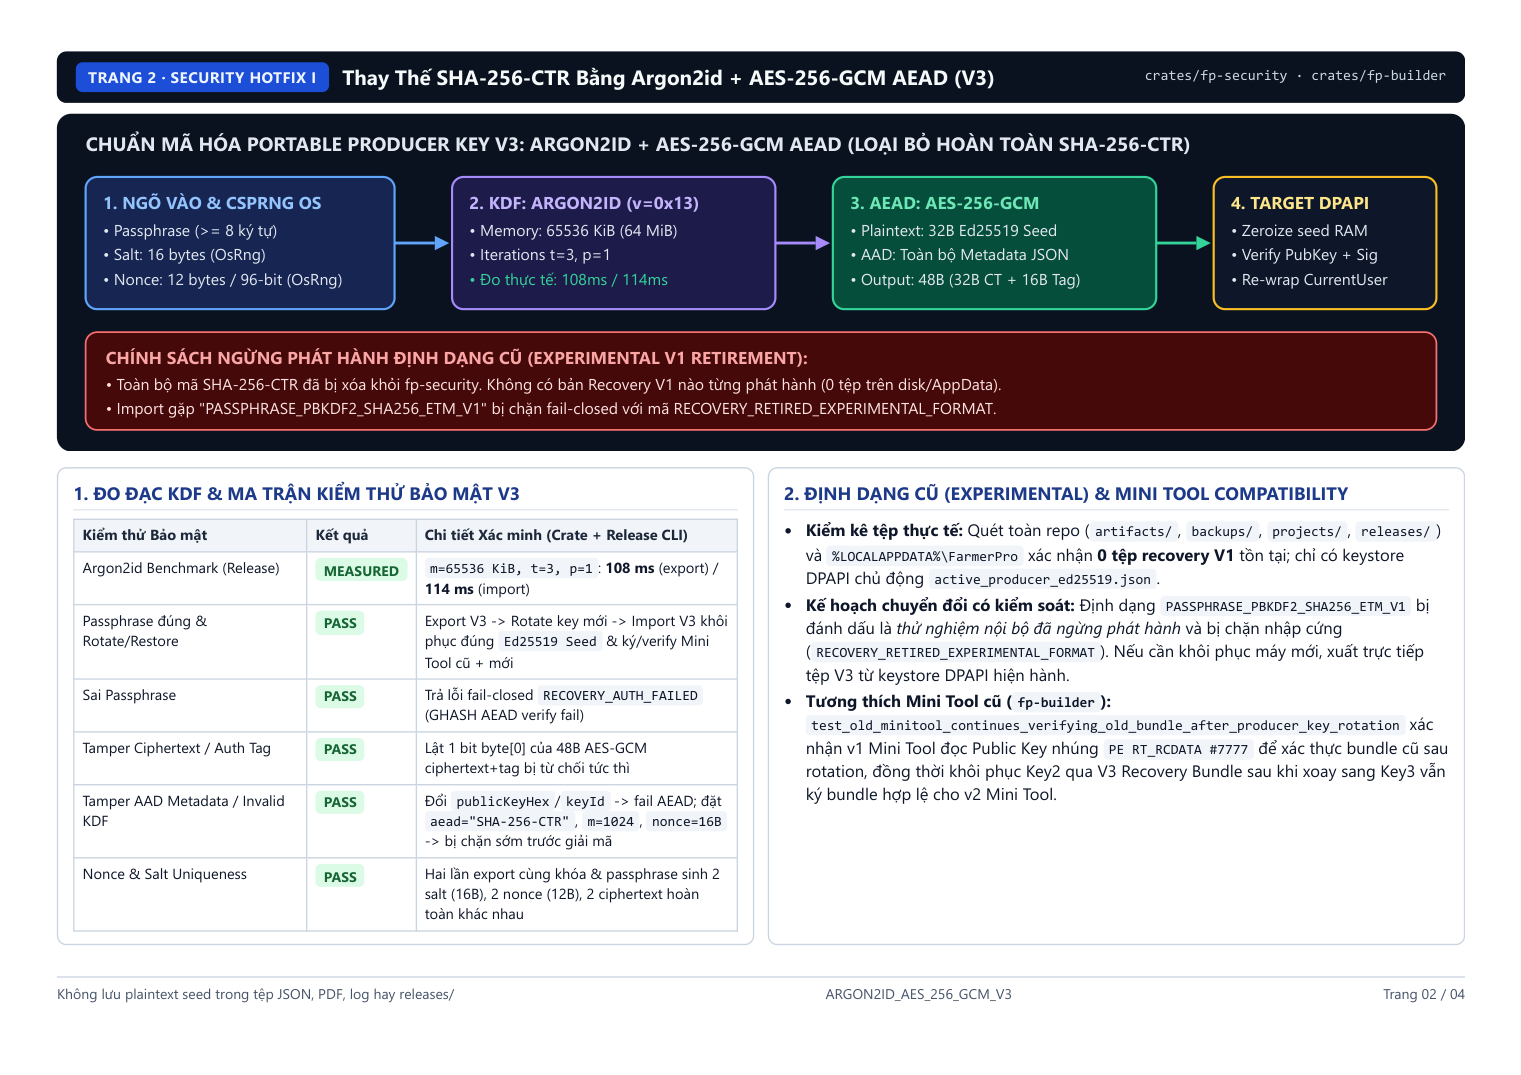 TRANG 2 · SECURITY HOTFIX I
Thay Thế SHA-256-CTR Bằng Argon2id + AES-256-GCM AEAD (V3)
crates/fp-security · crates/fp-builder
CHUẨN MÃ HÓA PORTABLE PRODUCER KEY V3: ARGON2ID + AES-256-GCM AEAD (LOẠI BỎ HOÀN TOÀN SHA-256-CTR)
1. NGÕ VÀO & CSPRNG OS
• Passphrase (>= 8 ký tự)
• Salt: 16 bytes (OsRng)
• Nonce: 12 bytes / 96-bit (OsRng)
2. KDF: ARGON2ID (v=0x13)
• Memory: 65536 KiB (64 MiB)
• Iterations t=3, p=1
• Đo thực tế: 108ms / 114ms
3. AEAD: AES-256-GCM
• Plaintext: 32B Ed25519 Seed
• AAD: Toàn bộ Metadata JSON
• Output: 48B (32B CT + 16B Tag)
4. TARGET DPAPI
• Zeroize seed RAM
• Verify PubKey + Sig
• Re-wrap CurrentUser
CHÍNH SÁCH NGỪNG PHÁT HÀNH ĐỊNH DẠNG CŨ (EXPERIMENTAL V1 RETIREMENT):
• Toàn bộ mã SHA-256-CTR đã bị xóa khỏi fp-security. Không có bản Recovery V1 nào từng phát hành (0 tệp trên disk/AppData).
• Import gặp "PASSPHRASE_PBKDF2_SHA256_ETM_V1" bị chặn fail-closed với mã RECOVERY_RETIRED_EXPERIMENTAL_FORMAT.
1. ĐO ĐẠC KDF & MA TRẬN KIỂM THỬ BẢO MẬT V3
Kiểm thử Bảo mật
Kết quả
Chi tiết Xác minh (Crate + Release CLI)
Argon2id Benchmark (Release)
MEASURED
m=65536 KiB, t=3, p=1 : 108 ms (export) /
114 ms (import)
Passphrase đúng &
Rotate/Restore
PASS
Export V3 -> Rotate key mới -> Import V3 khôi
phục đúng Ed25519 Seed & ký/verify Mini
Tool cũ + mới
Sai Passphrase
PASS
Trả lỗi fail-closed RECOVERY_AUTH_FAILED
(GHASH AEAD verify fail)
Tamper Ciphertext / Auth Tag
PASS
Lật 1 bit byte[0] của 48B AES-GCM
ciphertext+tag bị từ chối tức thì
Tamper AAD Metadata / Invalid
KDF
PASS
Đổi publicKeyHex / keyId -> fail AEAD; đặt
aead="SHA-256-CTR" , m=1024 , nonce=16B
-> bị chặn sớm trước giải mã
Nonce & Salt Uniqueness
PASS
Hai lần export cùng khóa & passphrase sinh 2
salt (16B), 2 nonce (12B), 2 ciphertext hoàn
toàn khác nhau
2. ĐỊNH DẠNG CŨ (EXPERIMENTAL) & MINI TOOL COMPATIBILITY
• Kiểm kê tệp thực tế: Quét toàn repo ( artifacts/ , backups/ , projects/ , releases/ )
và %LOCALAPPDATA%\FarmerPro xác nhận 0 tệp recovery V1 tồn tại; chỉ có keystore
DPAPI chủ động active_producer_ed25519.json .
• Kế hoạch chuyển đổi có kiểm soát: Định dạng PASSPHRASE_PBKDF2_SHA256_ETM_V1 bị
đánh dấu là thử nghiệm nội bộ đã ngừng phát hành và bị chặn nhập cứng
( RECOVERY_RETIRED_EXPERIMENTAL_FORMAT ). Nếu cần khôi phục máy mới, xuất trực tiếp
tệp V3 từ keystore DPAPI hiện hành.
• Tương thích Mini Tool cũ ( fp-builder ):
test_old_minitool_continues_verifying_old_bundle_after_producer_key_rotation xác
nhận v1 Mini Tool đọc Public Key nhúng PE RT_RCDATA #7777 để xác thực bundle cũ sau
rotation, đồng thời khôi phục Key2 qua V3 Recovery Bundle sau khi xoay sang Key3 vẫn
ký bundle hợp lệ cho v2 Mini Tool.
Không lưu plaintext seed trong tệp JSON, PDF, log hay releases/
ARGON2ID_AES_256_GCM_V3
Trang 02 / 04